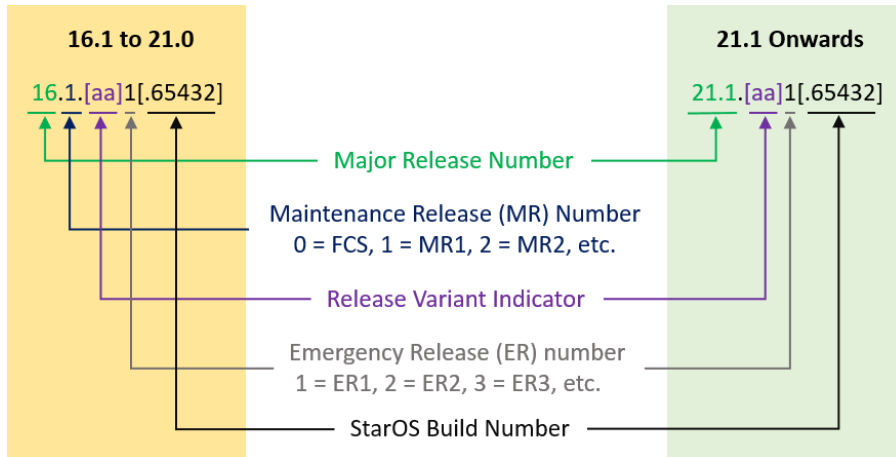 16.1 to 21.0
21.1 Onwards
16.1.[aa]1[.65432]
21.1.[aa]1[.65432]
Major Release Number
Maintenance Release (MR) Number
0 = FCS, 1 = MR1, 2 = MR2, etc.
Release Variant Indicator
Emergency Release (ER) number
1 = ER1, 2 = ER2, 3 = ER3, etc.
StarOS Build Number